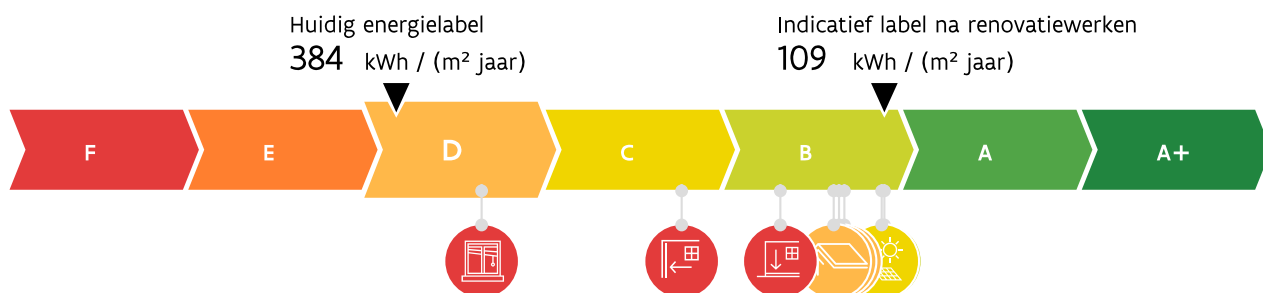 Huidig energielabel
384 kWh / (m² jaar)
Indicatief label na renovatiewerken
109 kWh / (m² jaar)
F E D C B A A+